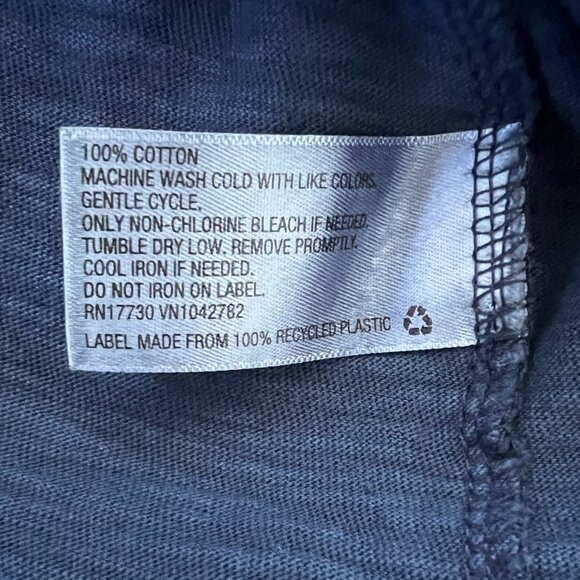 100% COTTON
MACHINE WASH COLD WITH LIKE COLORS.
GENTLE CYCLE.
ONLY NON-CHLORINE BLEACH IF NEEDED.
TUMBLE DRY LOW. REMOVE PROMPTLY.
COOL IRON IF NEEDED.
DO NOT IRON ON LABEL.
RN17730 VN1042782
LABEL MADE FROM 100% RECYCLED PLASTIC